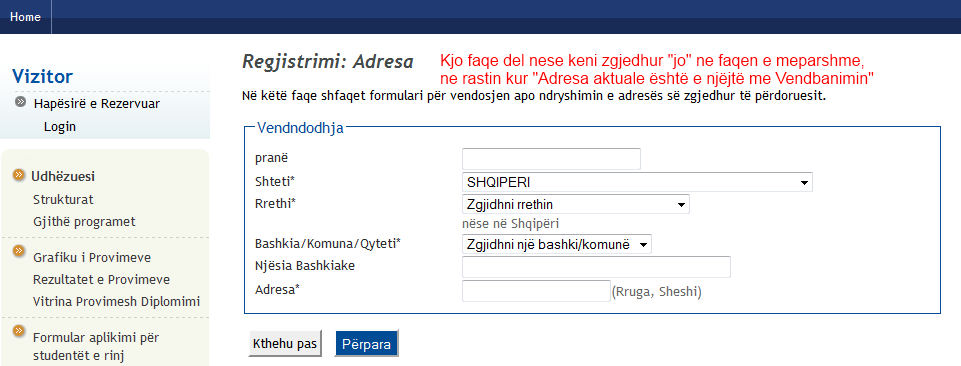 Home
Vizitor
Hapësirë e Rezervuar
Login
Udhëzuesi
Strukturat
Gjithë programet
Grafiku i Provimeve
Rezultatet e Provimeve
Vitrina Provimesh Diplomimi
Formular aplikimi për
studentët e rinj
Regjistrimi: Adresa
Kjo faqe del nese keni zgjedhur "jo" ne faqen e meparshme,
ne rastin kur "Adresa aktuale është e njëjtë me Vendbanimin"
Në këtë faqe shfaqet formulari për vendosjen apo ndryshimin e adresës së zgjedhur të përdoruesit.
Vendndodhja
pranë
Shteti* SHQIPERI
Rrethi* Zgjidhni rrethin
nëse në Shqipëri
Bashkia/Komuna/Qyteti* Zgjidhni një bashki/komunë
Njësia Bashkiake
Adresa* (Rruga, Sheshi)
Kthehu pas Përpara